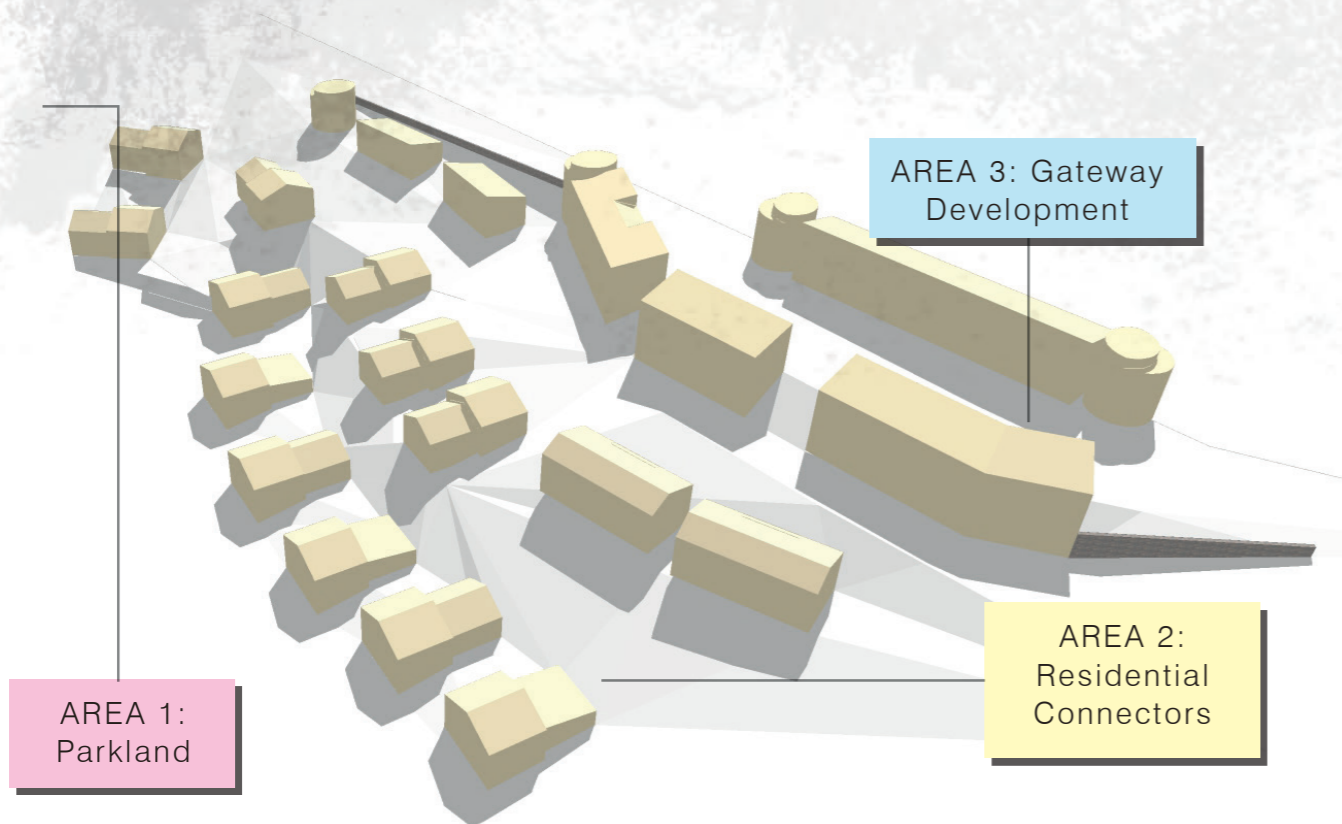 AREA 3: Gateway
Development
AREA 2:
Residential
Connectors
AREA 1:
Parkland